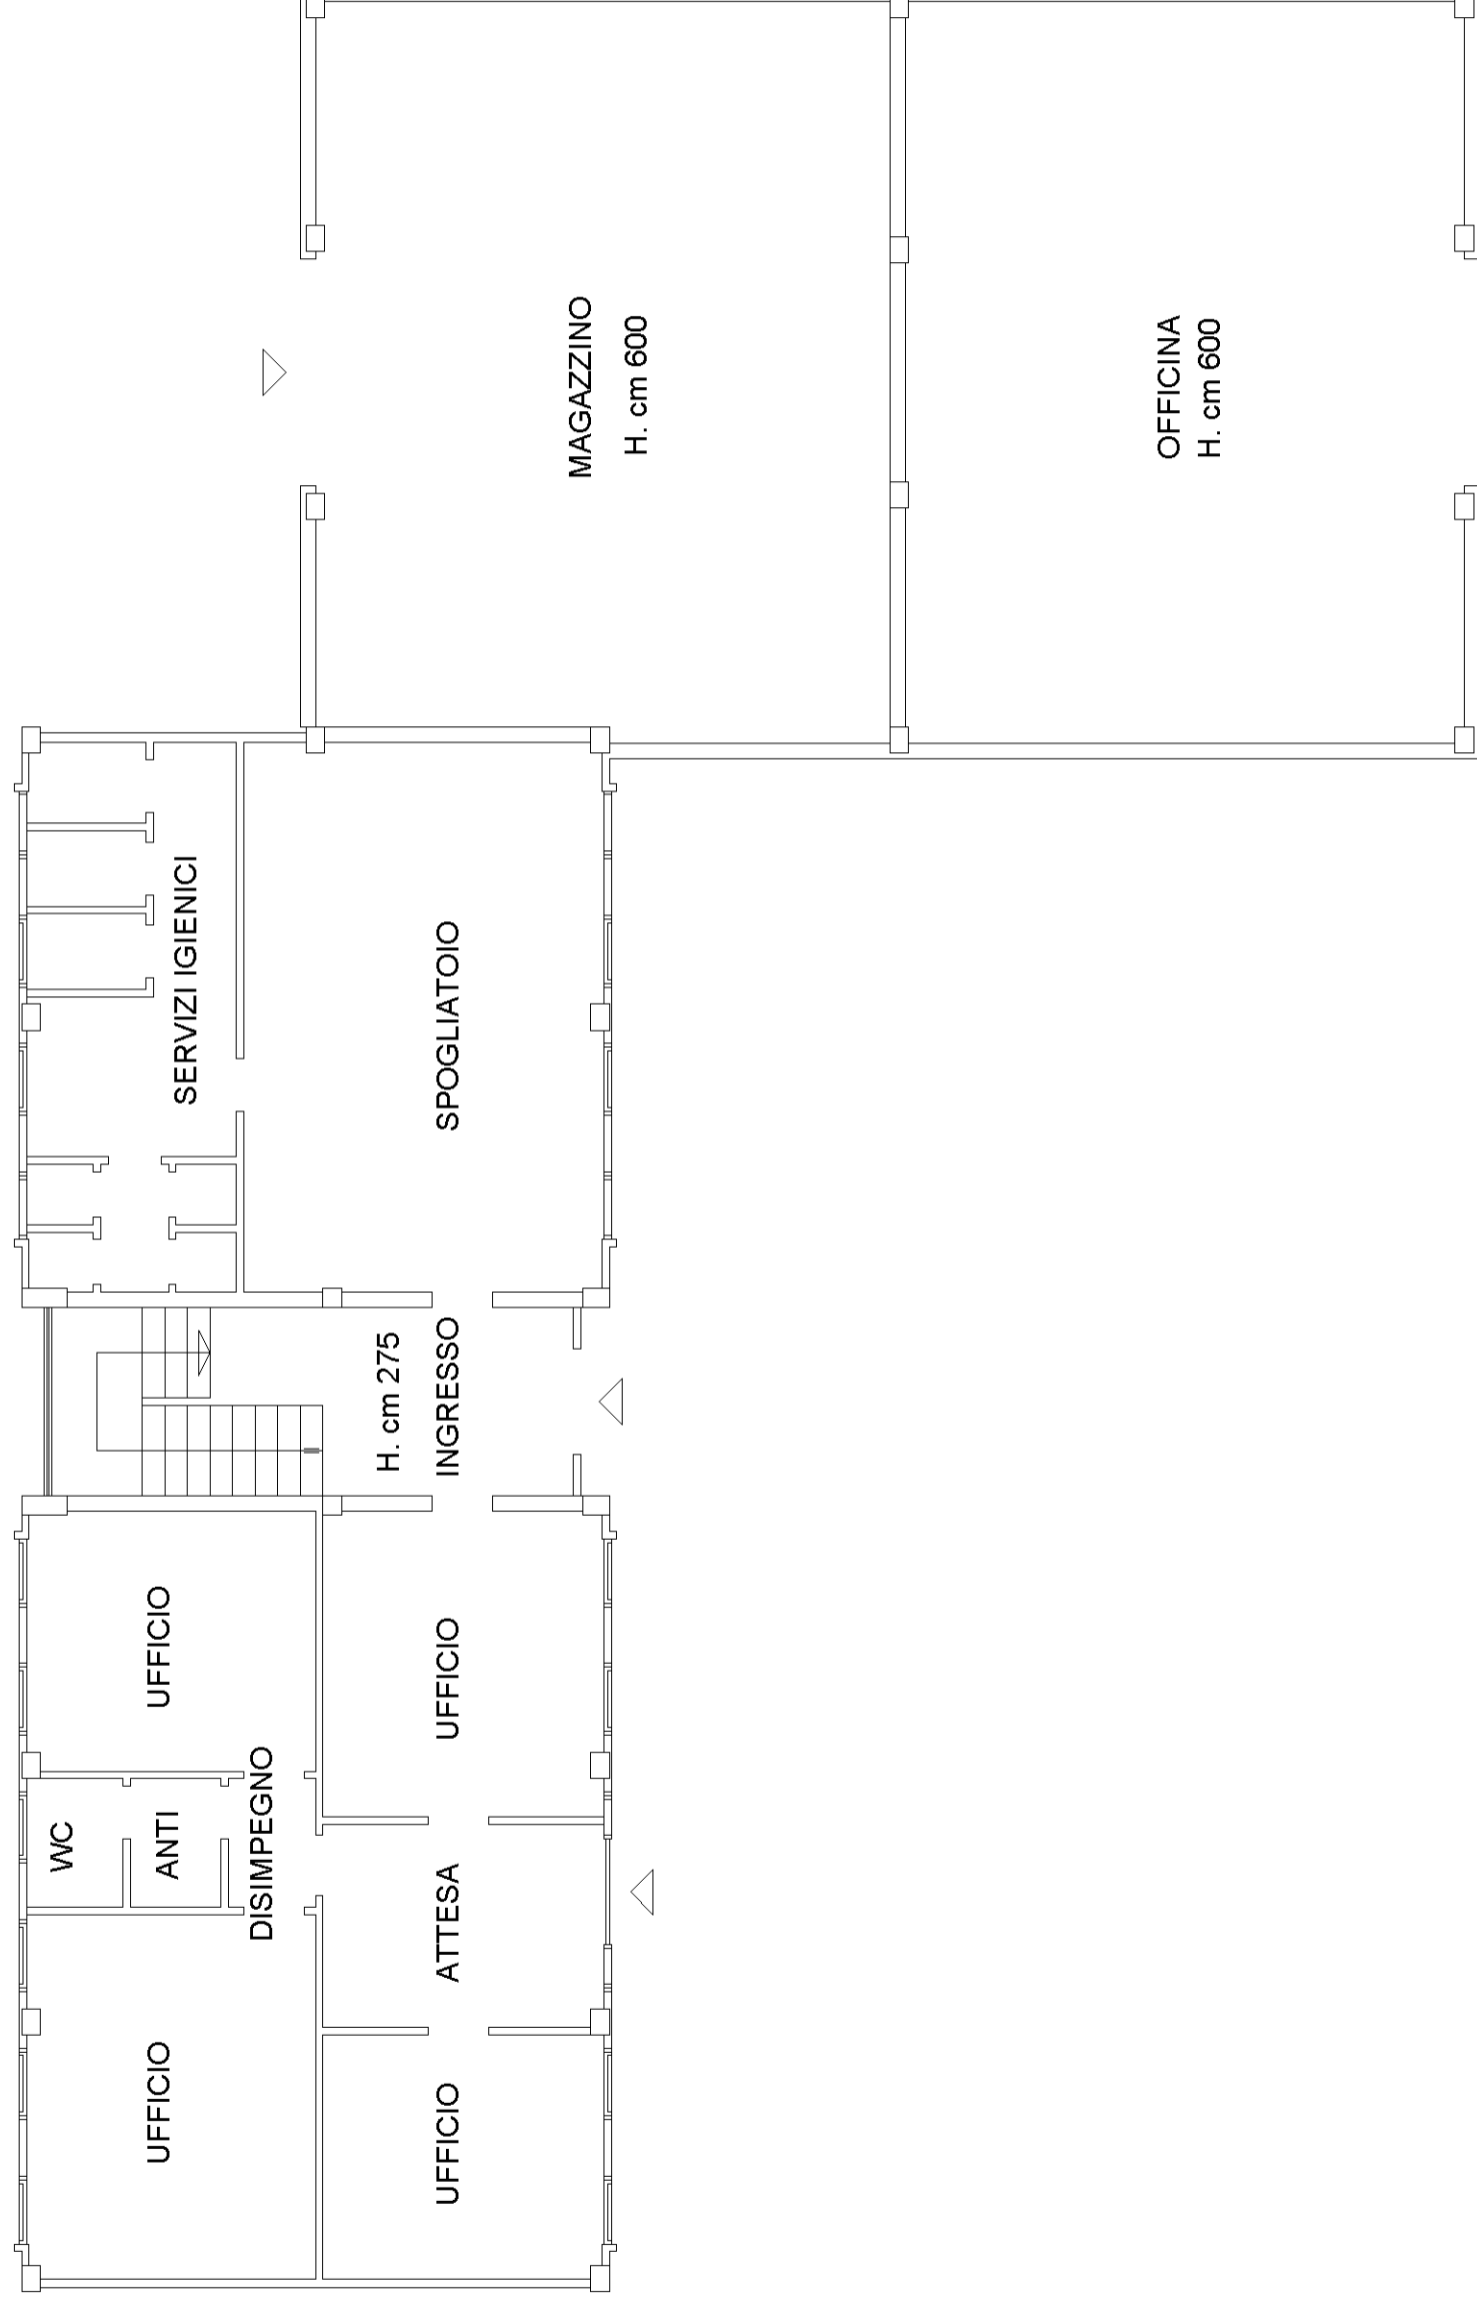 UFFICIO
WC
ANTI
DISIMPEGNO
UFFICIO
SERVIZI IGIENICI
UFFICIO
ATTESA
UFFICIO
H. cm 275
INGRESSO
SPOGLIATOIO
MAGAZZINO
H. cm 600
OFFICINA
H. cm 600